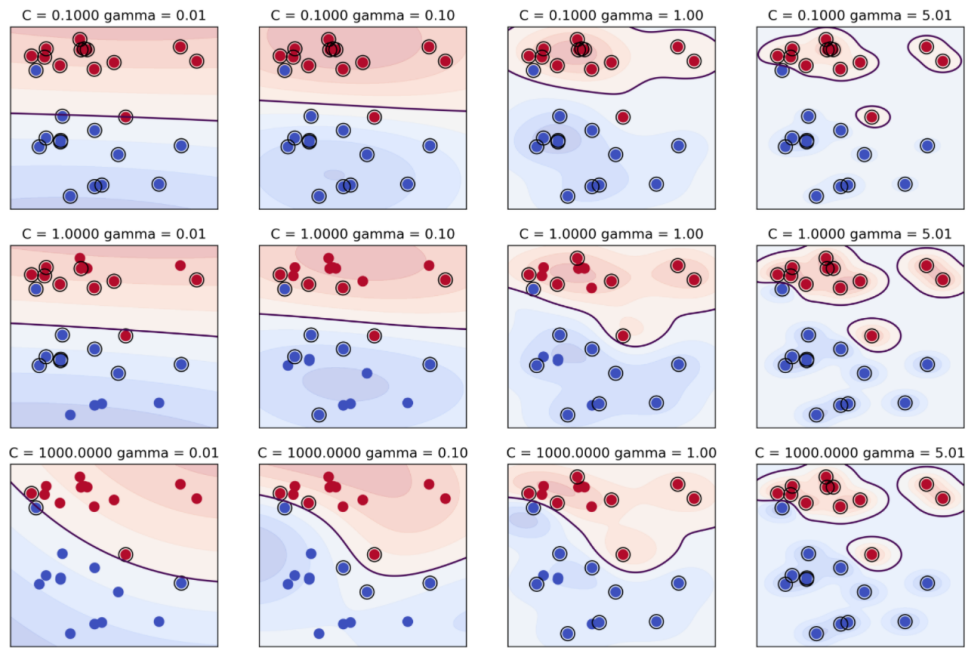 C = 0.1000 gamma = 0.01
C = 0.1000 gamma = 0.10
C = 0.1000 gamma = 1.00
C = 0.1000 gamma = 5.01
C = 1.0000 gamma = 0.01
C = 1.0000 gamma = 0.10
C = 1.0000 gamma = 1.00
C = 1.0000 gamma = 5.01
C = 1000.0000 gamma = 0.01
C = 1000.0000 gamma = 0.10
C = 1000.0000 gamma = 1.00
C = 1000.0000 gamma = 5.01